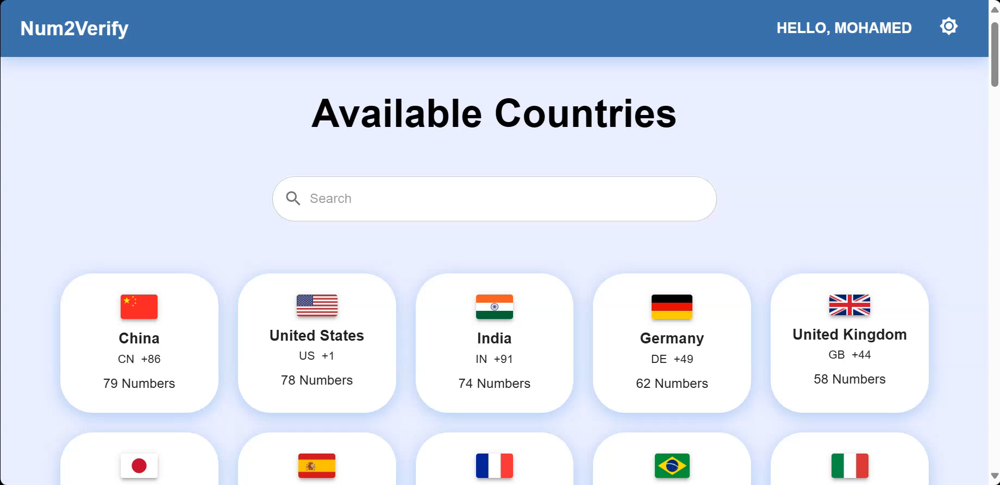 Num2Verify
HELLO, MOHAMED
Available Countries
Search
China
CN +86
79 Numbers
United States
US +1
78 Numbers
India
IN +91
74 Numbers
Germany
DE +49
62 Numbers
United Kingdom
GB +44
58 Numbers